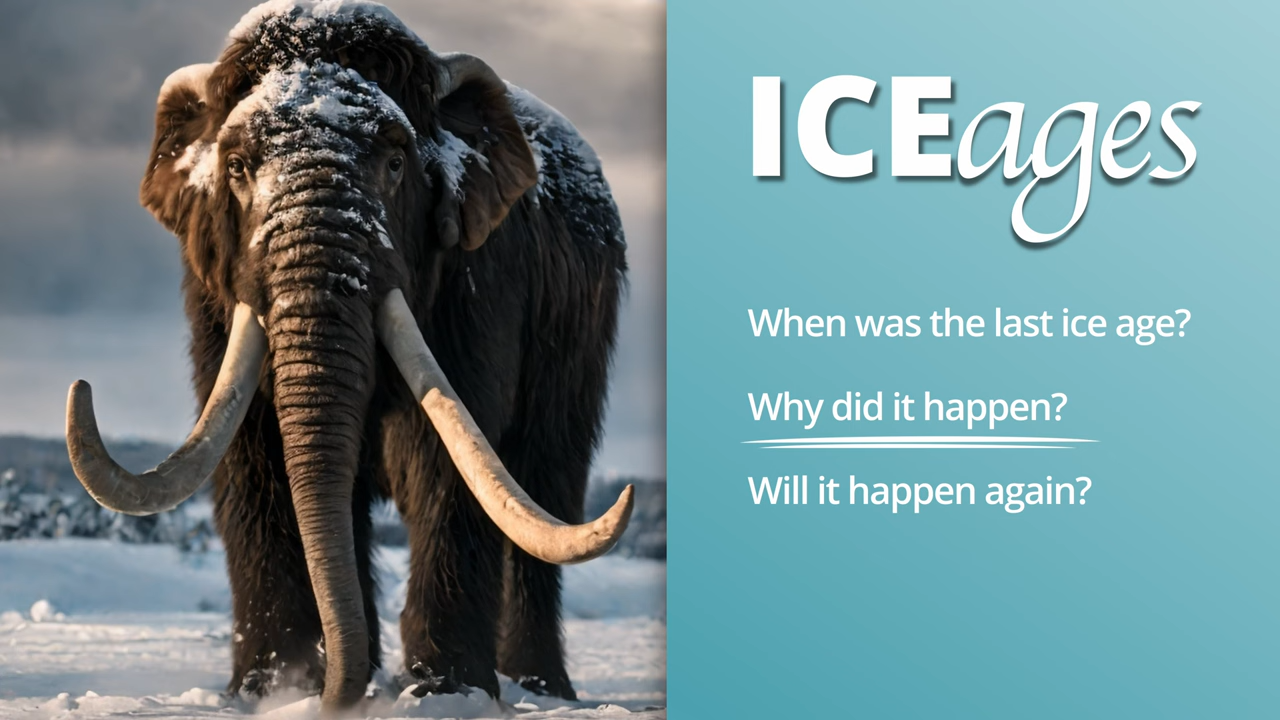 ICEages
When was the last ice age?
Why did it happen?
Will it happen again?